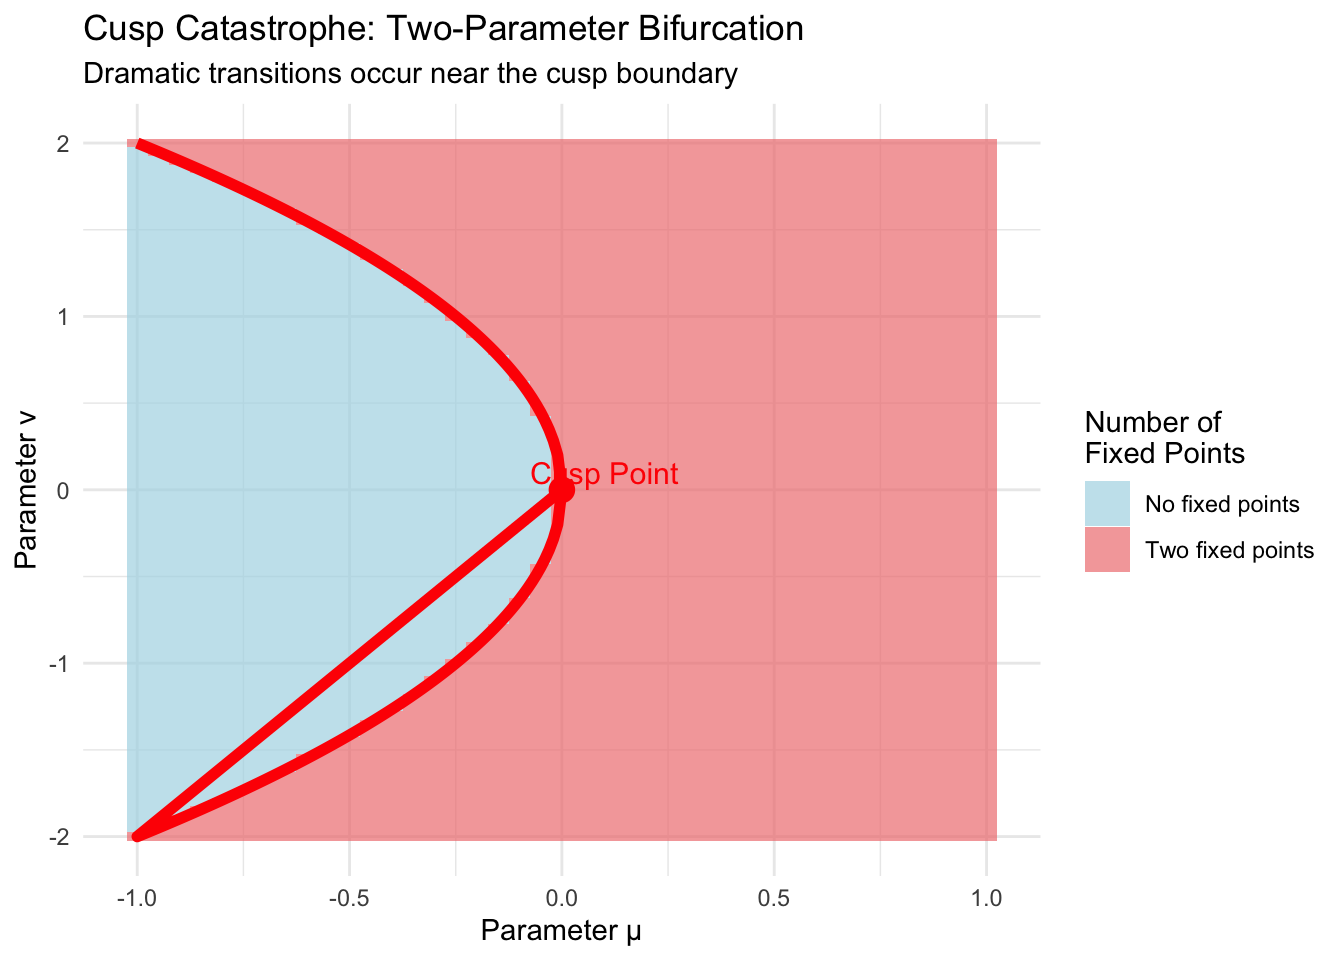 Cusp Catastrophe: Two-Parameter Bifurcation
Dramatic transitions occur near the cusp boundary
Parameter ν
2
1
0
-1
-2
Cusp Point
-1.0
-0.5
0.0
0.5
1.0
Parameter μ
Number of
Fixed Points
No fixed points
Two fixed points